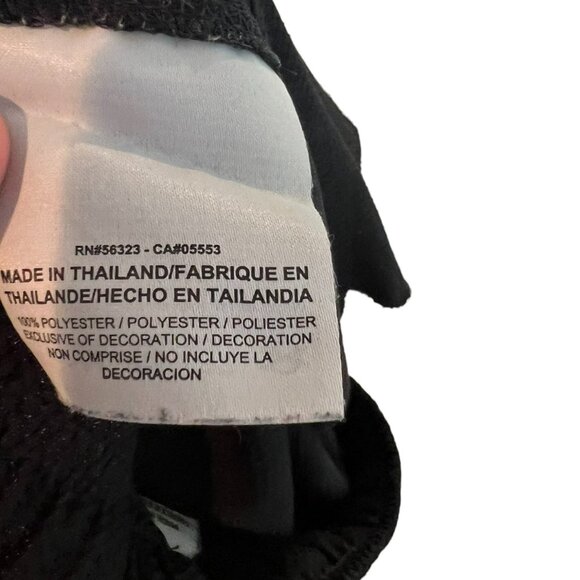 RN#56323 - CA#05553
MADE IN THAILAND/FABRIQUE EN
THAILANDE/HECHO EN TAILANDIA
100% POLYESTER / POLYESTER / POLIESTER
EXCLUSIVE OF DECORATION / DECORATION
NON COMPRISE / NO INCLUYE LA
DECORACION